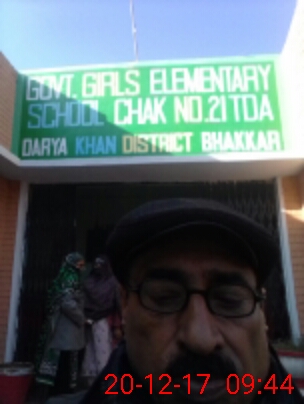 GOVT. GIRLS ELEMENTARY
SCHOOL CHAK NO.21 TDA
DARYA KHAN DISTRICT BHAKKAR
20-12-17 09:44